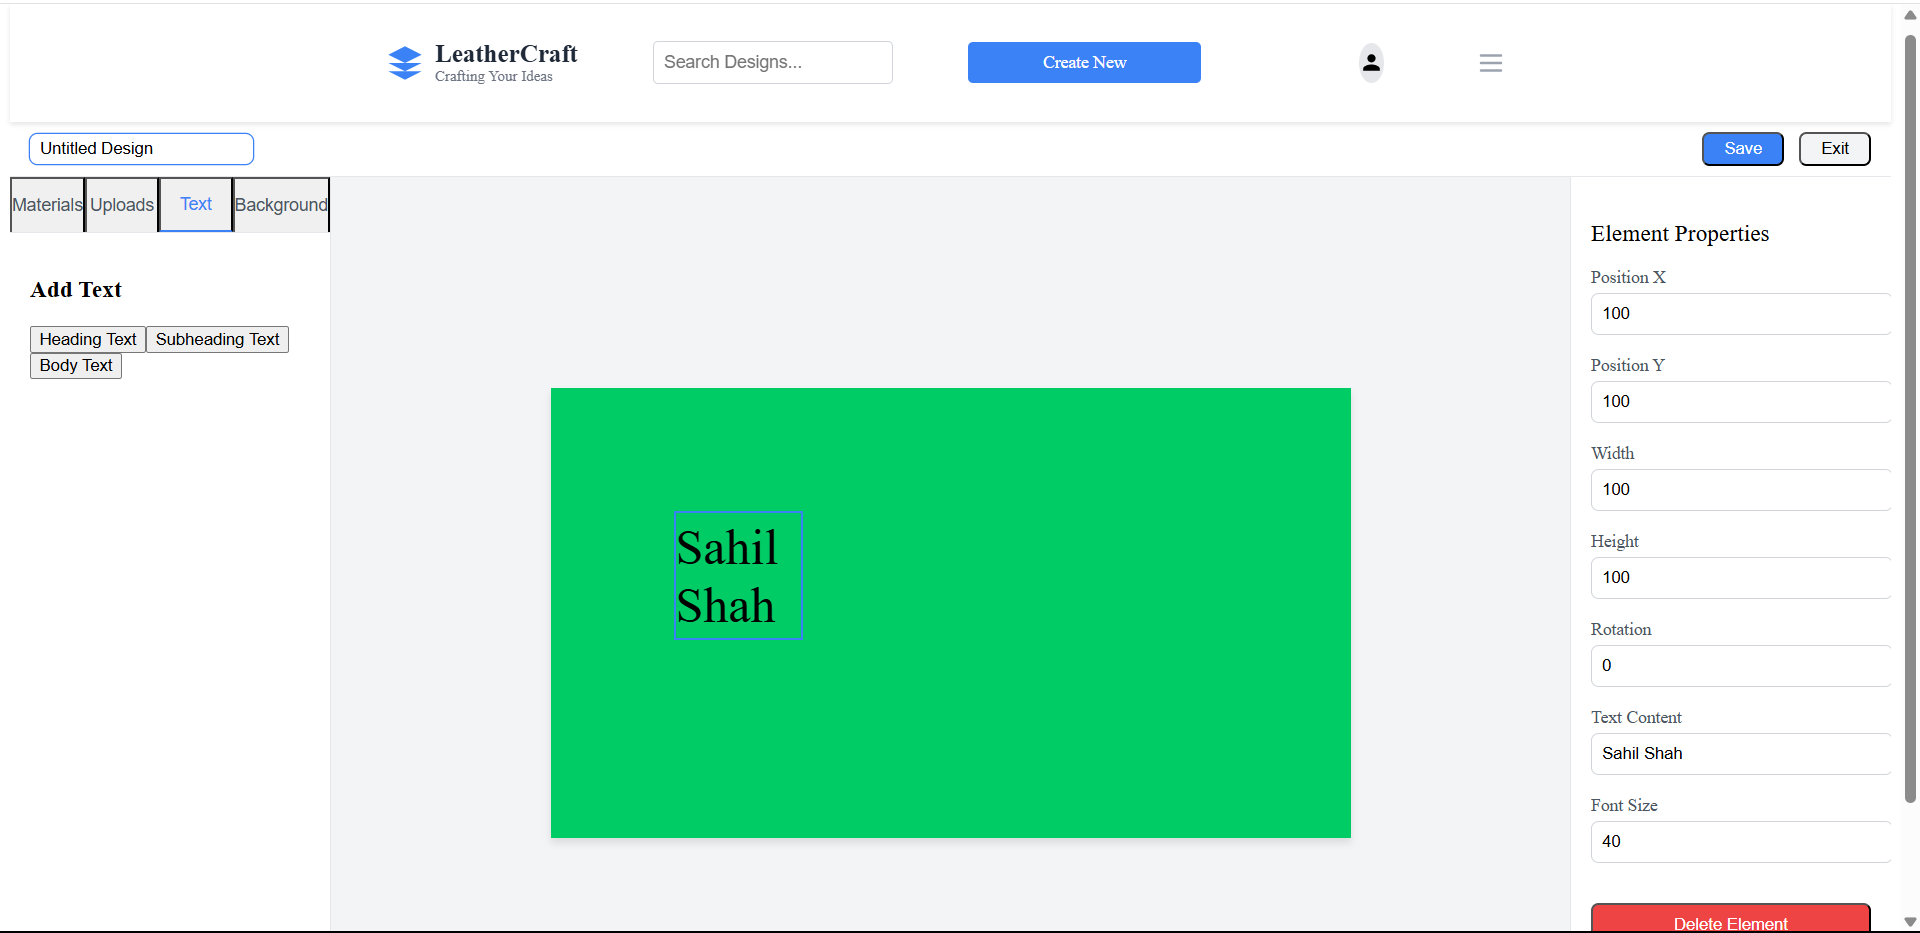 LeatherCraft
Crafting Your Ideas
Search Designs...
Create New
Untitled Design
Save
Exit
Materials
Uploads
Text
Background
Add Text
Heading Text
Subheading Text
Body Text
Sahil
Shah
Element Properties
Position X
100
Position Y
100
Width
100
Height
100
Rotation
0
Text Content
Sahil Shah
Font Size
40
Delete Element